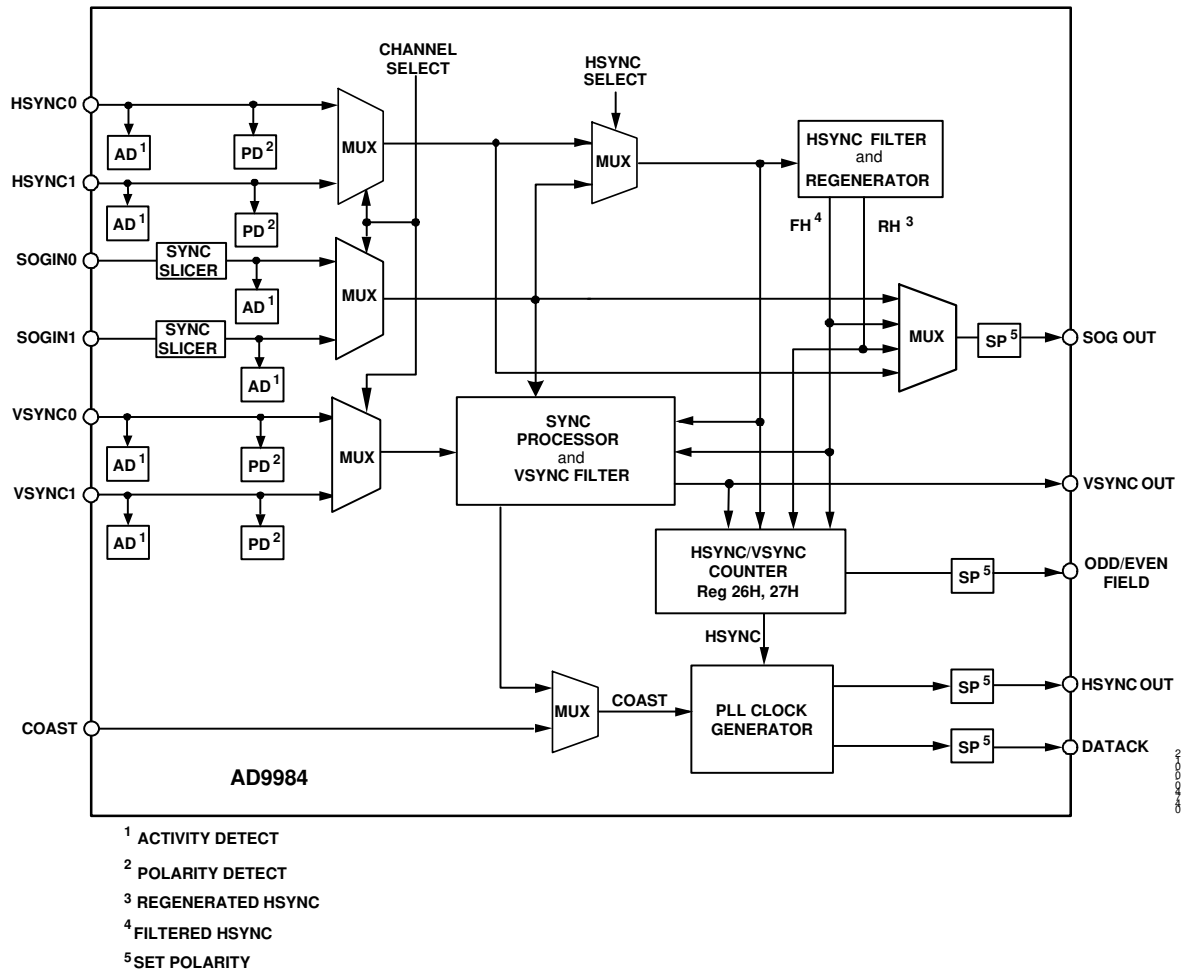 CHANNEL
SELECT
HSYNC
SELECT
HSYNC0
AD 1
PD 2
MUX
MUX
HSYNC FILTER
and
REGENERATOR
HSYNC1
AD 1
PD 2
FH 4
RH 3
SOGIN0
SYNC
SLICER
AD 1
MUX
SOGIN1
SYNC
SLICER
AD 1
MUX
SP 5
SOG OUT
VSYNC0
AD 1
PD 2
MUX
SYNC
PROCESSOR
and
VSYNC FILTER
VSYNC1
AD 1
PD 2
VSYNC OUT
HSYNC/VSYNC
COUNTER
Reg 26H, 27H
SP 5
ODD/EVEN
FIELD
HSYNC
COAST
MUX
COAST
PLL CLOCK
GENERATOR
SP 5
HSYNC OUT
SP 5
DATACK
AD9984
1 ACTIVITY DETECT
2 POLARITY DETECT
3 REGENERATED HSYNC
4 FILTERED HSYNC
5 SET POLARITY